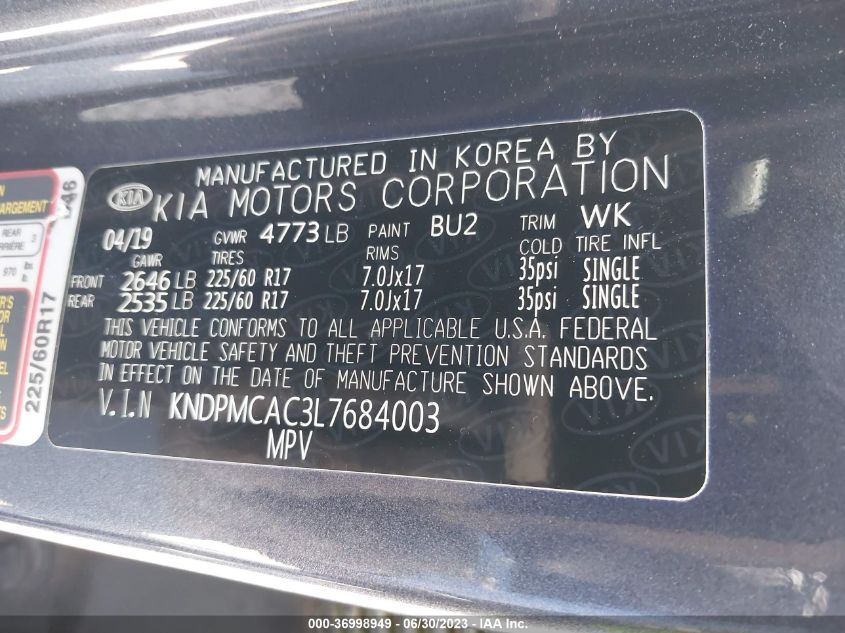 MANUFACTURED IN KOREA BY
KIA KIA MOTORS CORPORATION
04/19 GVWR 4773 LB PAINT BU2 TRIM WK
GAWR TIRES RIMS COLD TIRE INFL
FRONT 2646 LB 225/60 R17 7.0Jx17 35psi SINGLE
REAR 2535 LB 225/60 R17 7.0Jx17 35psi SINGLE
THIS VEHICLE CONFORMS TO ALL APPLICABLE U.S.A. FEDERAL
MOTOR VEHICLE SAFETY AND THEFT PREVENTION STANDARDS
IN EFFECT ON THE DATE OF MANUFACTURE SHOWN ABOVE.
V.I.N KNDPMCAC3L7684003
MPV
REAR 3
970
225/60R17
000-36998949 - 06/30/2023 - IAA Inc.